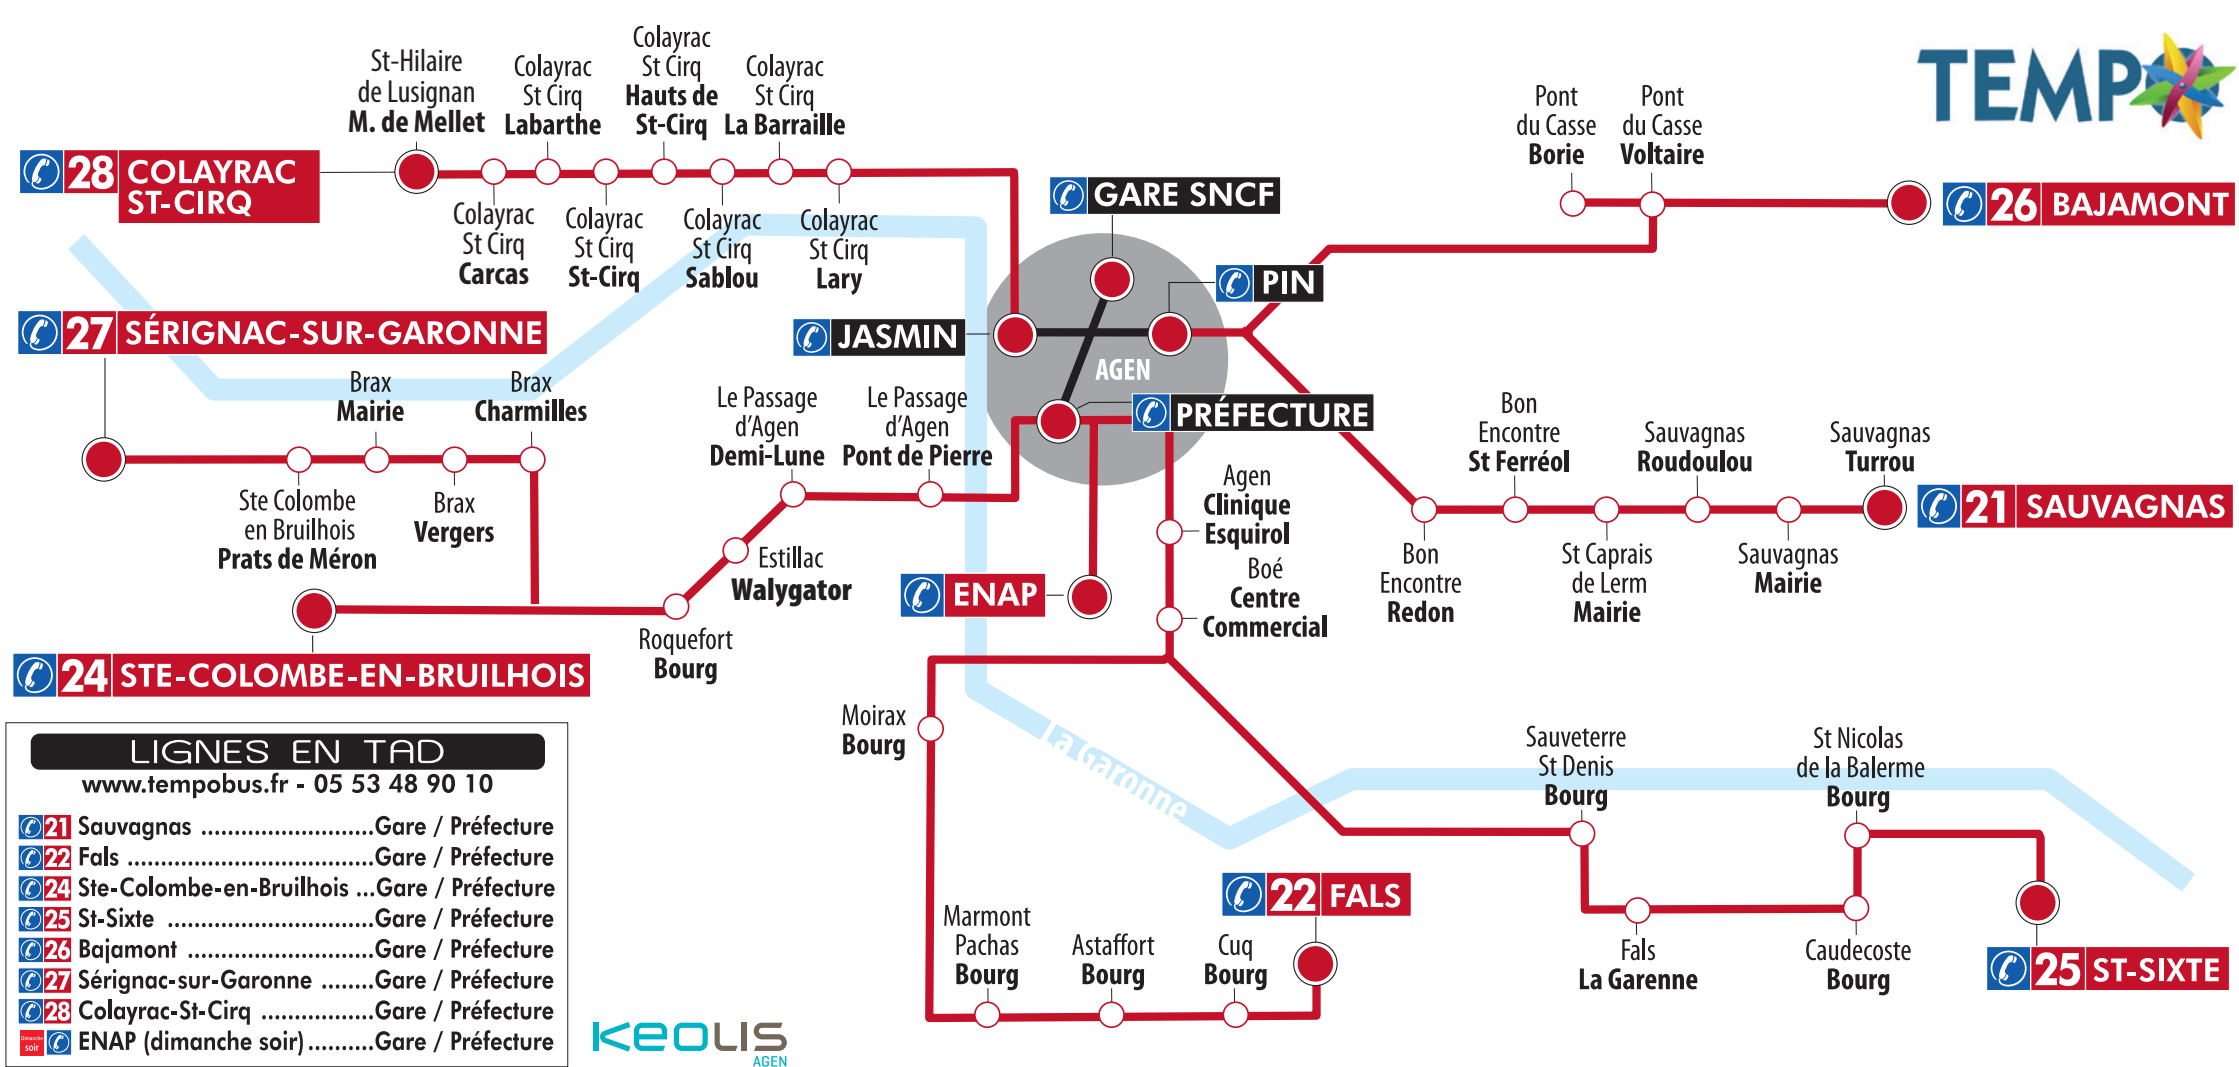 TEMPO
St-Hilaire
de Lusignan
M. de Mellet
Colayrac
St Cirq
Labarthe
Colayrac
St Cirq
Hauts de
St-Cirq
Colayrac
St Cirq
La Barraille
28 COLAYRAC
ST-CIRQ
Colayrac
St Cirq
Carcas
Colayrac
St Cirq
St-Cirq
Colayrac
St Cirq
Sablou
Colayrac
St Cirq
Lary
GARE SNCF
PIN
JASMIN
AGEN
PRÉFECTURE
Pont
du Casse
Borie
Pont
du Casse
Voltaire
26 BAJAMONT
27 SÉRIGNAC-SUR-GARONNE
Brax
Mairie
Brax
Charmilles
Ste Colombe
en Bruilhois
Prats de Méron
Brax
Vergers
Le Passage
d'Agen
Demi-Lune
Le Passage
d'Agen
Pont de Pierre
Estillac
Walygator
Roquefort
Bourg
24 STE-COLOMBE-EN-BRUILHOIS
ENAP
Agen
Clinique
Esquirol
Boé
Centre
Commercial
Bon
Encontre
St Ferréol
Sauvagnas
Roudoulou
Sauvagnas
Turrou
21 SAUVAGNAS
Bon
Encontre
Redon
St Caprais
de Lerm
Mairie
Sauvagnas
Mairie
Moirax
Bourg
La Garonne
Sauveterre
St Denis
Bourg
St Nicolas
de la Balerme
Bourg
22 FALS
Marmont
Pachas
Bourg
Astaffort
Bourg
Cuq
Bourg
Fals
La Garenne
Caudecoste
Bourg
25 ST-SIXTE
LIGNES EN TAD
www.tempobus.fr - 05 53 48 90 10
21 Sauvagnas ..........................Gare / Préfecture
22 Fals .....................................Gare / Préfecture
24 Ste-Colombe-en-Bruilhois ...Gare / Préfecture
25 St-Sixte ...............................Gare / Préfecture
26 Bajamont ............................Gare / Préfecture
27 Sérignac-sur-Garonne ........Gare / Préfecture
28 Colayrac-St-Cirq .................Gare / Préfecture
Dimanche soir ENAP (dimanche soir)..........Gare / Préfecture
KEOLIS
AGEN